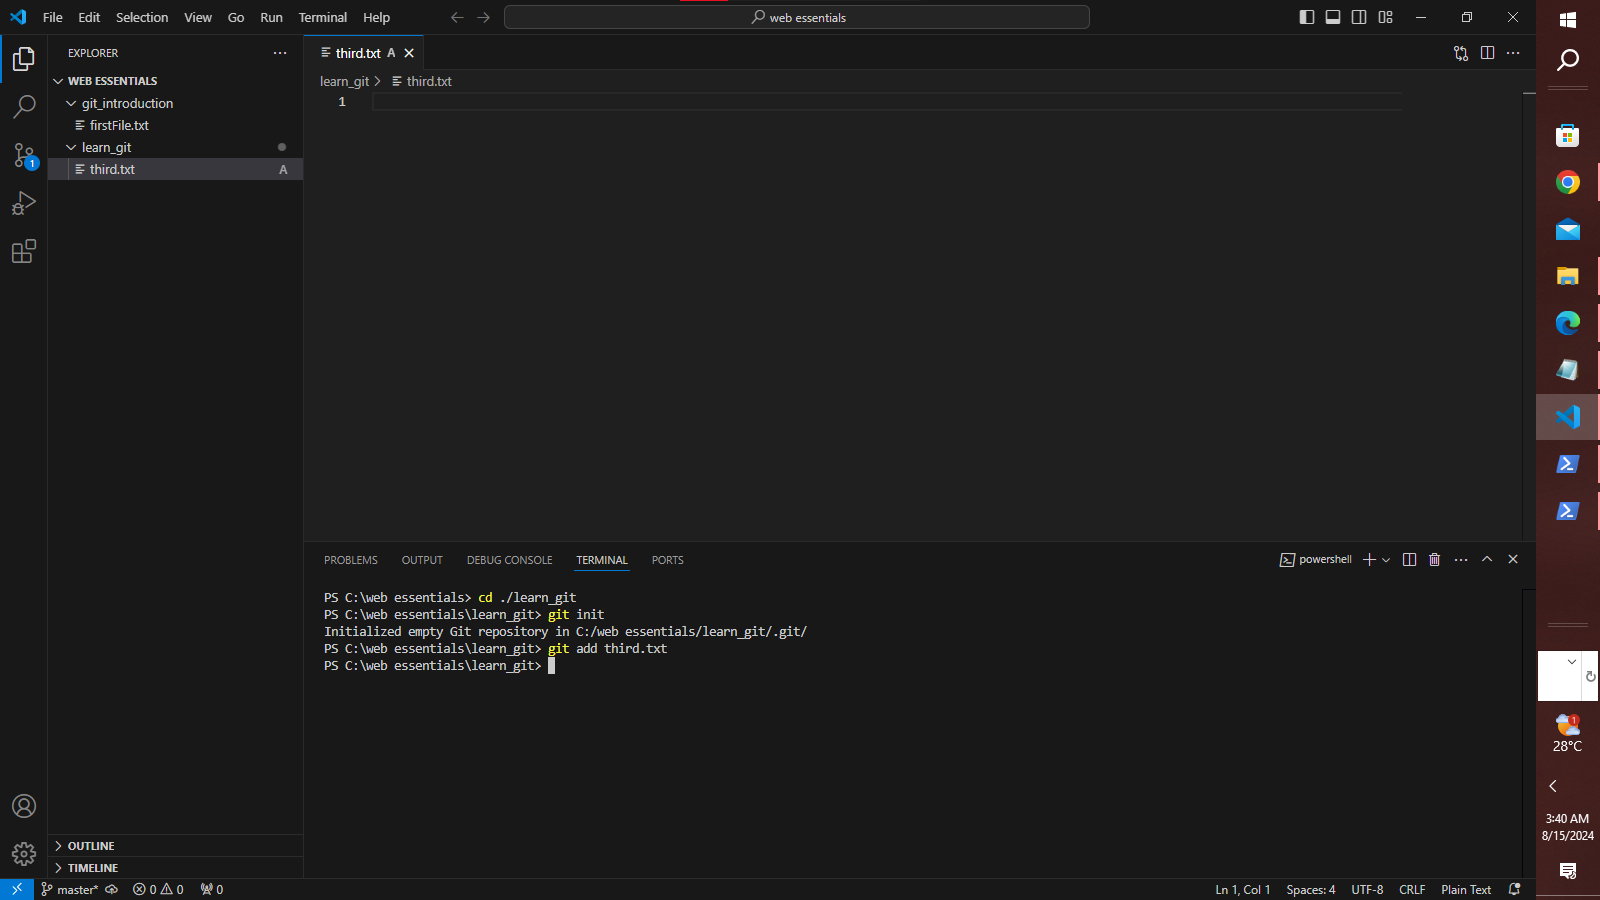 File Edit Selection View Go Run Terminal Help
web essentials
EXPLORER
WEB ESSENTIALS
git_introduction
firstFile.txt
learn_git
third.txt A
third.txt A
learn_git > third.txt
1
1
PROBLEMS OUTPUT DEBUG CONSOLE TERMINAL PORTS
powershell
PS C:\web essentials> cd ./learn_git
PS C:\web essentials\learn_git> git init
Initialized empty Git repository in C:/web essentials/learn_git/.git/
PS C:\web essentials\learn_git> git add third.txt
PS C:\web essentials\learn_git>
OUTLINE
TIMELINE
master* 0 0 0
Ln 1, Col 1 Spaces: 4 UTF-8 CRLF Plain Text
1
28°C
3:40 AM
8/15/2024